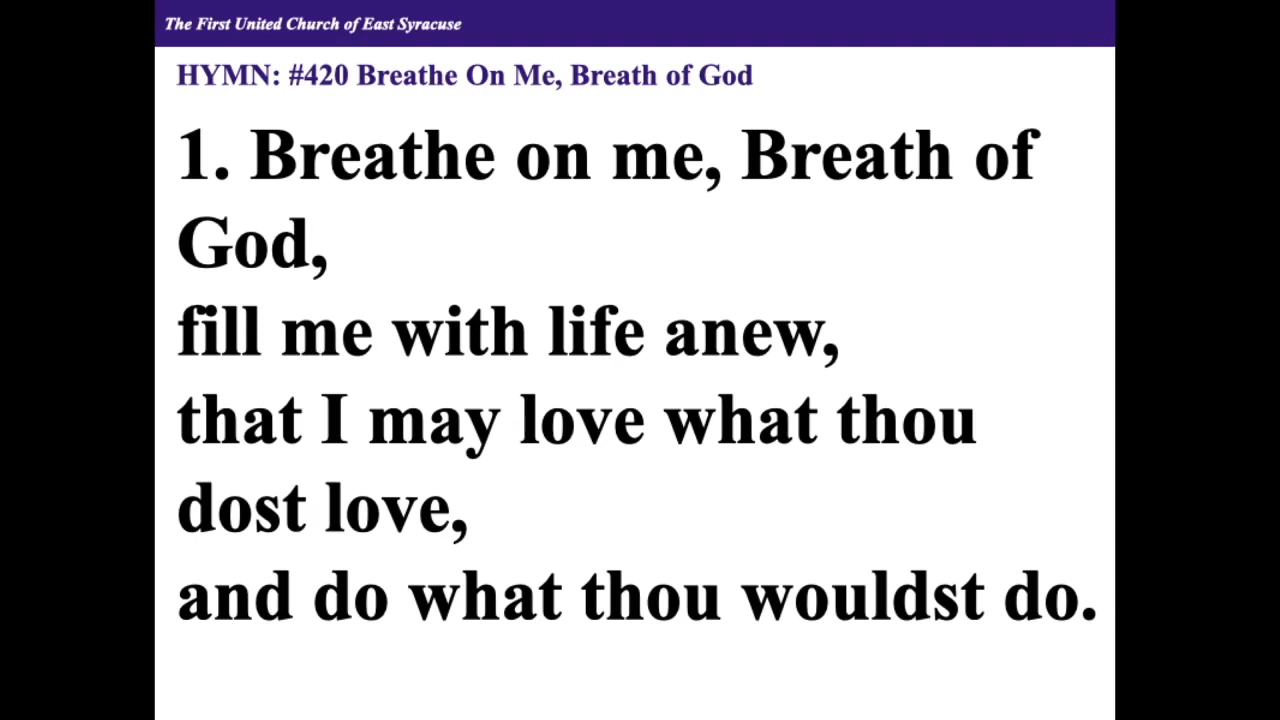 The First United Church of East Syracuse
HYMN: #420 Breathe On Me, Breath of God
1. Breathe on me, Breath of
God,
fill me with life anew,
that I may love what thou
dost love,
and do what thou wouldst do.